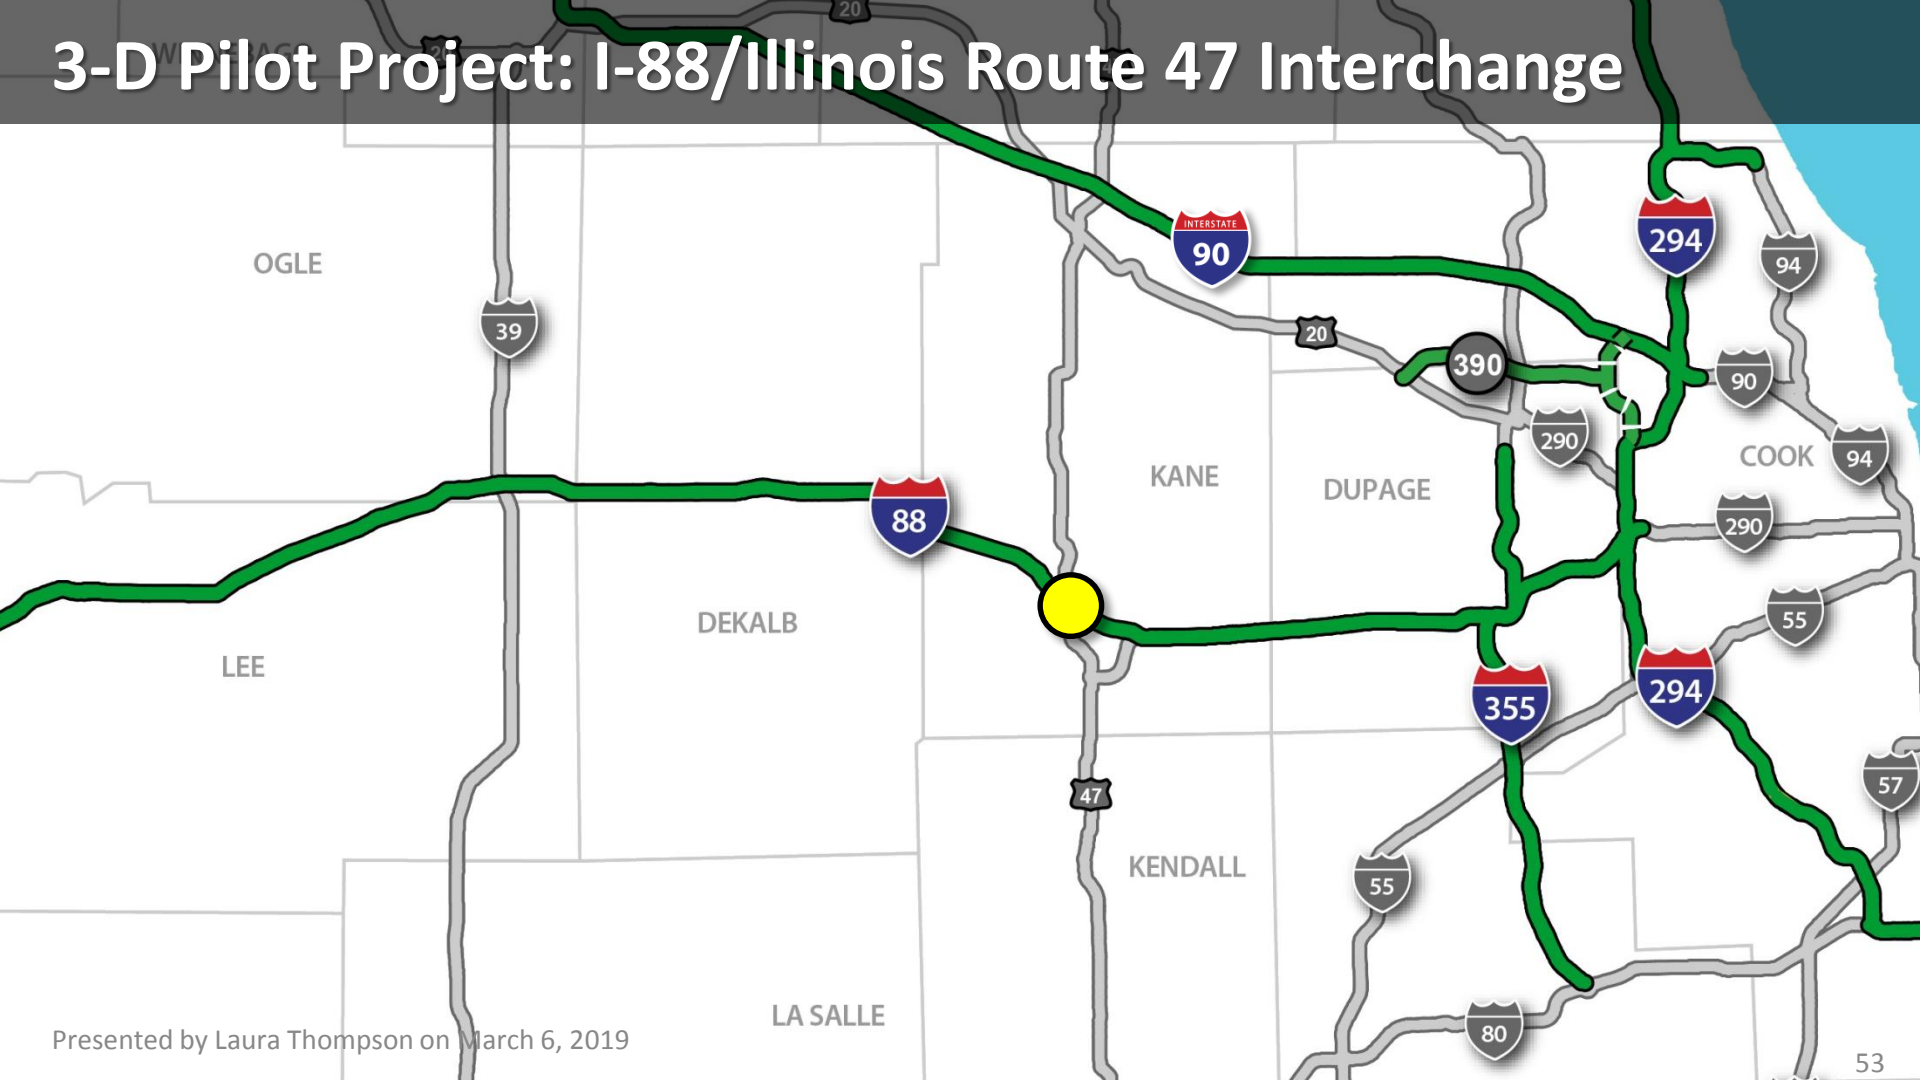 3-D Pilot Project: I-88/Illinois Route 47 Interchange
20
20
WINNEBAGO
OGLE
INTERSTATE
90
294
94
39
20
390
90
290
COOK
94
KANE
DUPAGE
88
290
DEKALB
55
LEE
355
294
47
57
KENDALL
55
LA SALLE
80
Presented by Laura Thompson on March 6, 2019
53